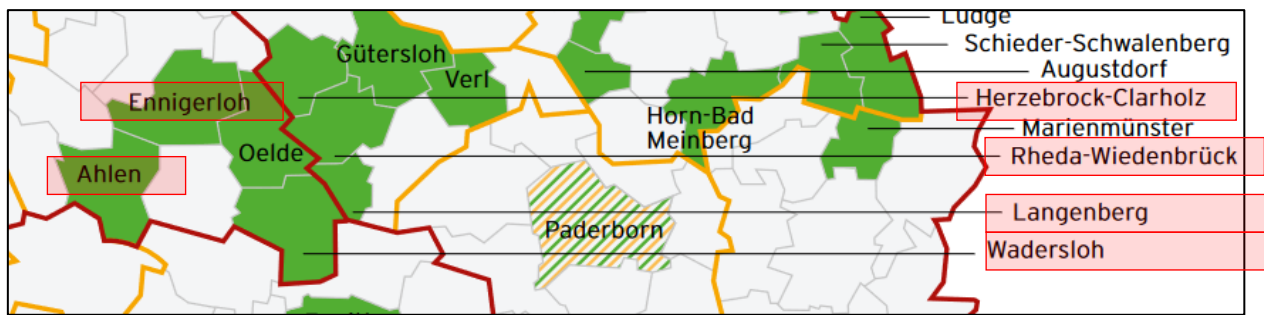 Lüdge
Gütersloh
Schieder-Schwalenberg
Verl
Augustdorf
Ennigerloh
Herzebrock-Clarholz
Horn-Bad
Meinberg
Marienmünster
Oelde
Rheda-Wiedenbrück
Ahlen
Langenberg
Paderborn
Wadersloh